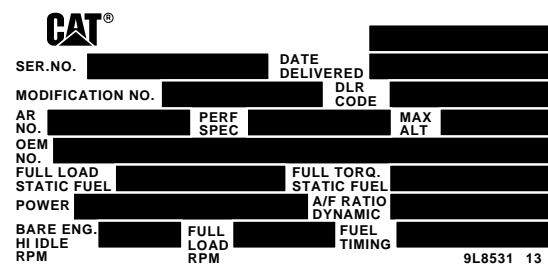 CAT®
SER.NO. DATE DELIVERED
MODIFICATION NO. DLR CODE
AR NO. PERF SPEC MAX ALT
OEM NO.
FULL LOAD STATIC FUEL FULL TORQ. STATIC FUEL
POWER A/F RATIO DYNAMIC
BARE ENG. HI IDLE RPM FULL LOAD RPM FUEL TIMING
9L8531 13